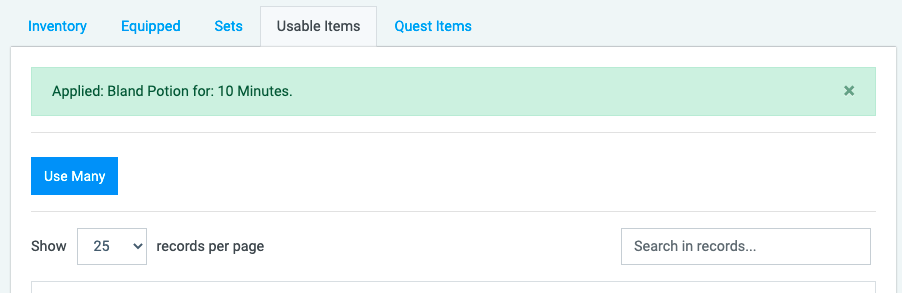 Inventory Equipped Sets Usable Items Quest Items
Applied: Bland Potion for: 10 Minutes. ×
Use Many
Show 25 records per page Search in records...